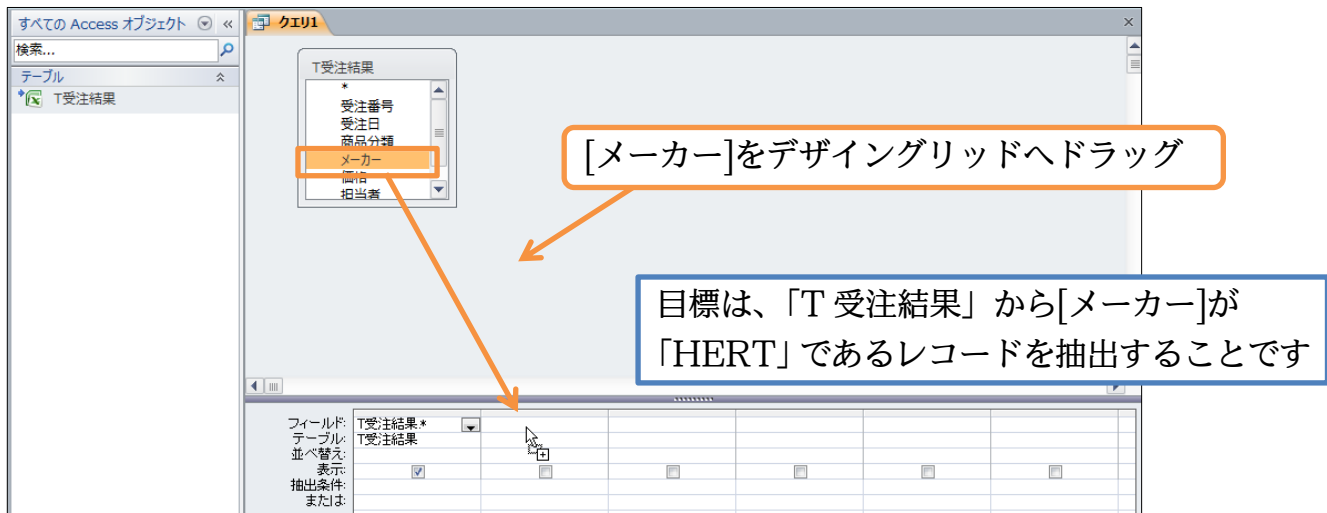 すべての Access オブジェクト
検索...
テーブル
T受注結果
クエリ1
T受注結果
*
受注番号
受注日
商品分類
メーカー
価格
担当者
[メーカー]をデザイングリッドへドラッグ
目標は、「T 受注結果」から[メーカー]が
「HERT」であるレコードを抽出することです
フィールド: T受注結果.*
テーブル: T受注結果
並べ替え:
表示:
抽出条件:
または: